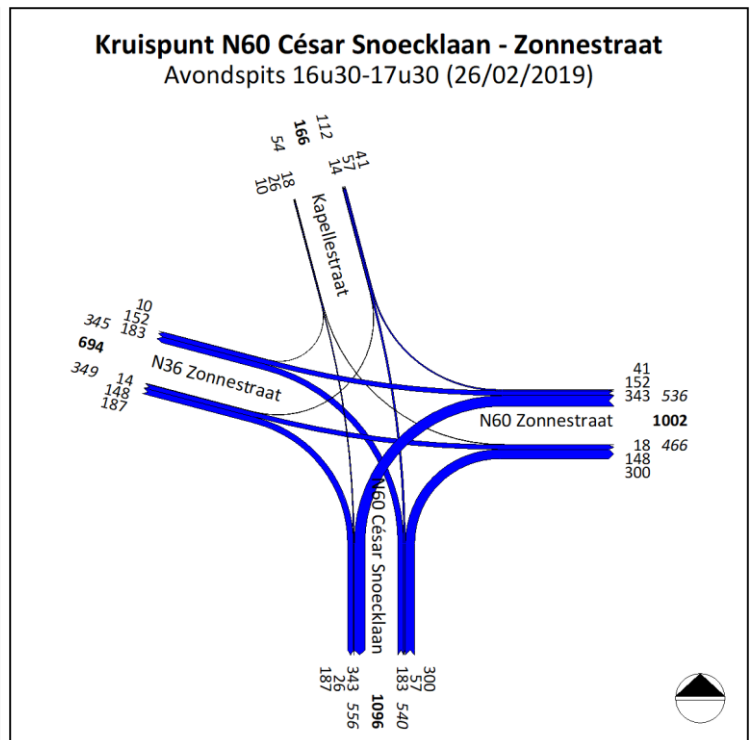 Kruispunt N60 César Snoecklaan - Zonnestraat
Avondspits 16u30-17u30 (26/02/2019)
54 166 112
10 26 18
14 57 41
Kapellestraat
10
345 152
183
694
N36 Zonnestraat
349 14
148
187
41
152
343 536
N60 Zonnestraat 1002
18 466
148
300
N60 César Snoecklaan
187 26 343
183 57 300
556 1096 540